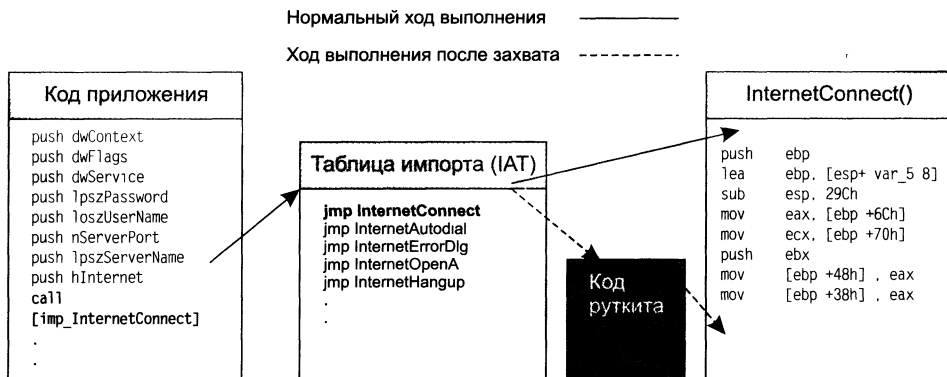 Нормальный ход выполнения
Ход выполнения после захвата
Код приложения
push dwContext
push dwFlags
push dwService
push lpszPassword
push loszUserName
push nServerPort
push lpszServerName
push hInternet
call
[imp_InternetConnect]
.
.
Таблица импорта (IAT)
jmp InternetConnect
jmp InternetAutodial
jmp InternetErrorDlg
jmp InternetOpenA
jmp InternetHangup
.
.
Код
руткита
InternetConnect()
push ebp
lea ebp, [esp+ var_5 8]
sub esp, 29Ch
mov eax, [ebp +6Ch]
mov ecx, [ebp +70h]
push ebx
mov [ebp +48h] , eax
mov [ebp +38h] , eax